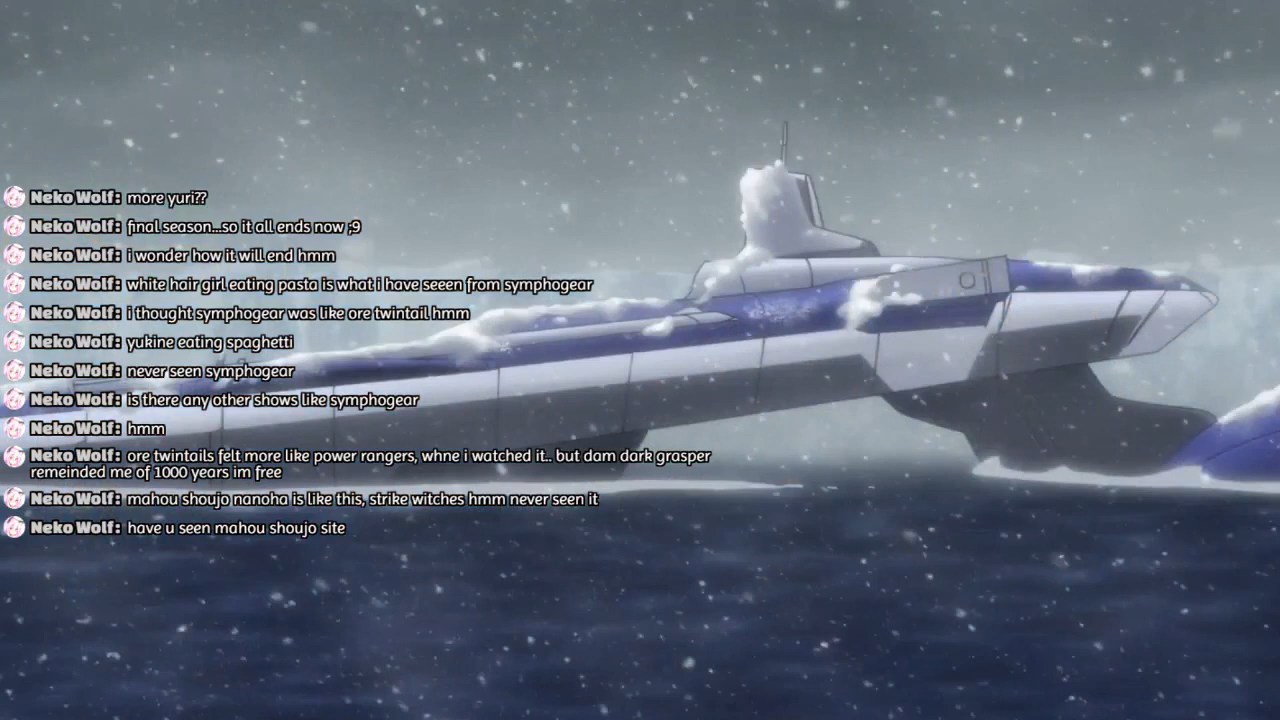 Neko Wolf: more yuri??
Neko Wolf: final season...so it all ends now ;9
Neko Wolf: i wonder how it will end hmm
Neko Wolf: white hair girl eating pasta is what i have seeen from symphogear
Neko Wolf: i thought symphogear was like ore twintail hmm
Neko Wolf: yukine eating spaghetti
Neko Wolf: never seen symphogear
Neko Wolf: is there any other shows like symphogear
Neko Wolf: hmm
Neko Wolf: ore twintails felt more like power rangers, whne i watched it.. but dam dark grasper
remeinded me of 1000 years im free
Neko Wolf: mahou shoujo nanoha is like this, strike witches hmm never seen it
Neko Wolf: have u seen mahou shoujo site